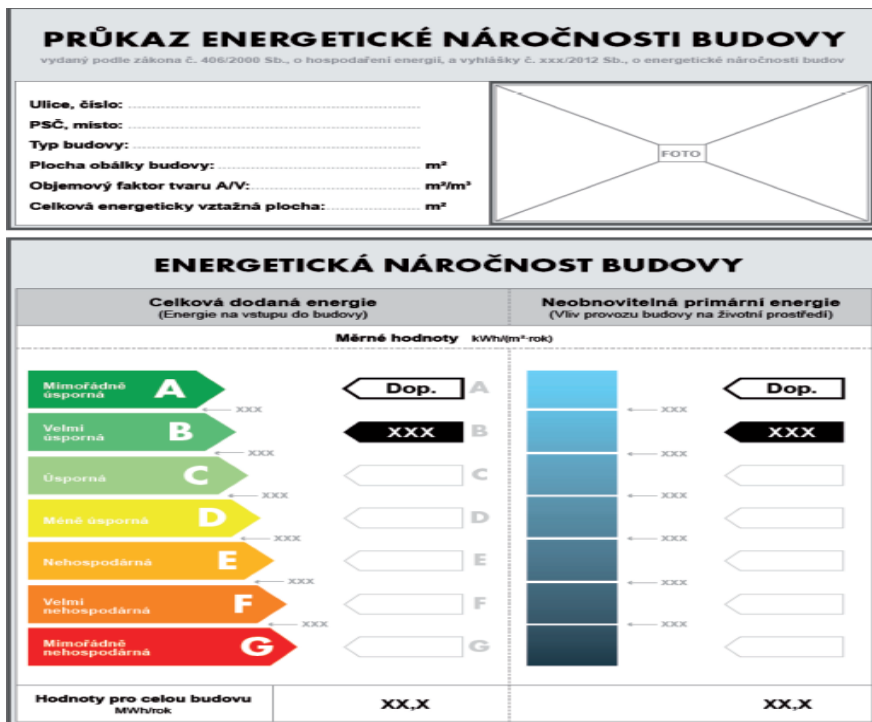 PRŮKAZ ENERGETICKÉ NÁROČNOSTI BUDOVY
vydaný podle zákona č. 406/2000 Sb., o hospodaření energií, a vyhlášky č. xxx/2012 Sb., o energetické náročnosti budov
Ulice, číslo:
PSČ, místo:
Typ budovy:
Plocha obálky budovy: m²
Objemový faktor tvaru A/V: m²/m³
Celková energeticky vztažná plocha: m²
FOTO
ENERGETICKÁ NÁROČNOST BUDOVY
Celková dodaná energie
(Energie na vstupu do budovy)
Neobnovitelná primární energie
(Vliv provozu budovy na životní prostředí)
Měrné hodnoty kWh/(m²·rok)
Mimořádně úsporná A Dop. A Dop.
xxx xxx
Velmi úsporná B XXX B XXX
xxx xxx
Úsporná C C
xxx xxx
Méně úsporná D D
xxx xxx
Nehospodárná E E
xxx xxx
Velmi nehospodárná F F
xxx xxx
Mimořádně nehospodárná G G
Hodnoty pro celou budovu
MWh/rok
XX,X XX,X